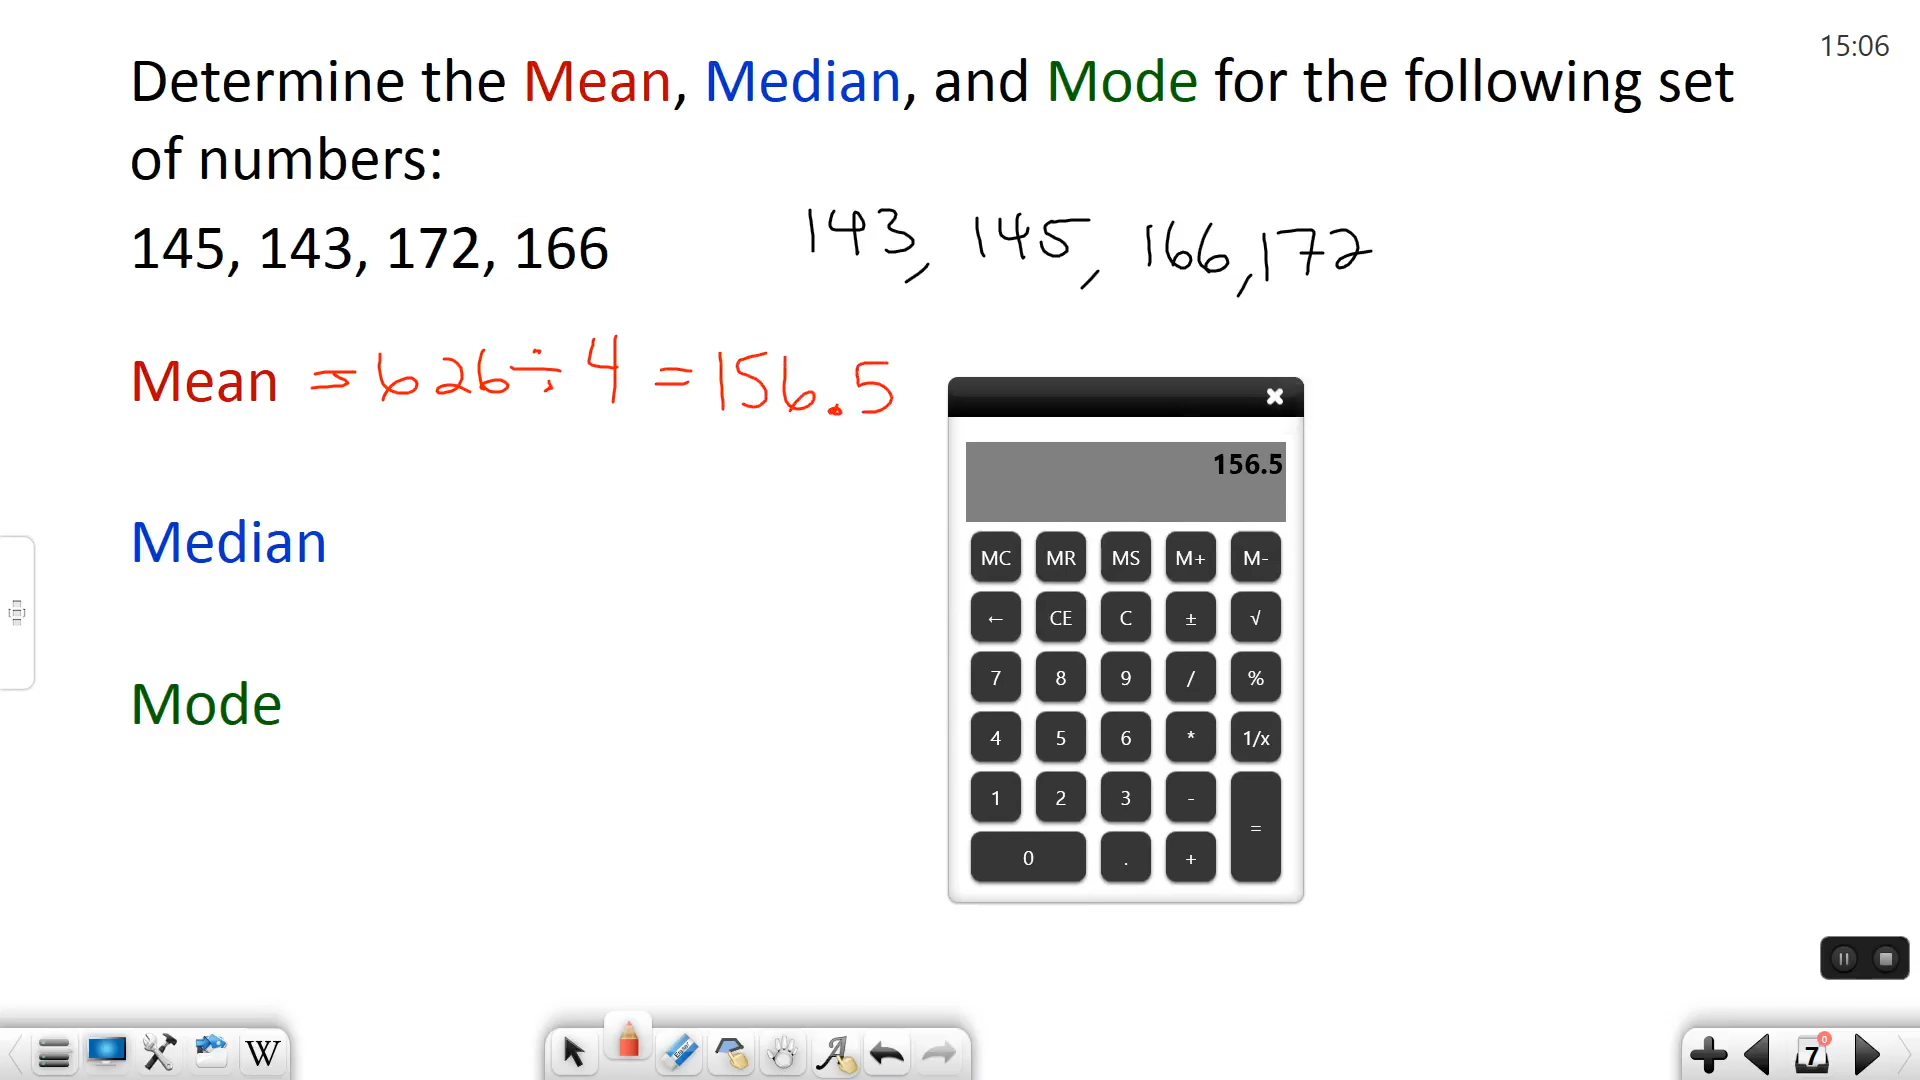 15:06
Determine the Mean, Median, and Mode for the following set
of numbers:
145, 143, 172, 166
143, 145, 166, 172
Mean = 626 ÷ 4 = 156.5
156.5
Median
MC MR MS M+ M-
← CE C ± √
7 8 9 / %
Mode
4 5 6 * 1/x
1 2 3 -
=
0 . +
W
A
7
0